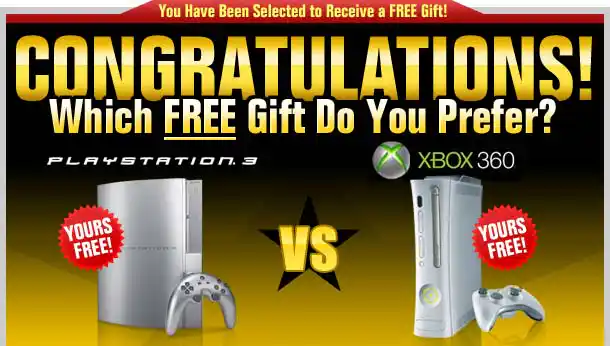 You Have Been Selected to Receive a FREE Gift!
CONGRATULATIONS!
Which FREE Gift Do You Prefer?
PLAYSTATION 3
XBOX 360
YOURS
FREE!
VS
YOURS
FREE!